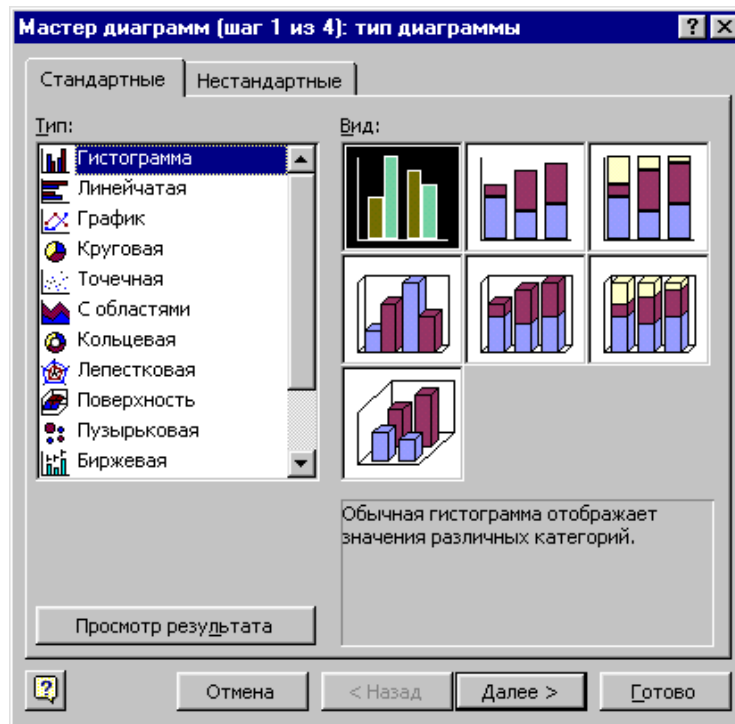 Мастер диаграмм (шаг 1 из 4): тип диаграммы
Стандартные
Нестандартные
Тип:
Гистограмма
Линейчатая
График
Круговая
Точечная
С областями
Кольцевая
Лепестковая
Поверхность
Пузырьковая
Биржевая
Вид:
Обычная гистограмма отображает
значения различных категорий.
Просмотр результата
Отмена
< Назад
Далее >
Готово